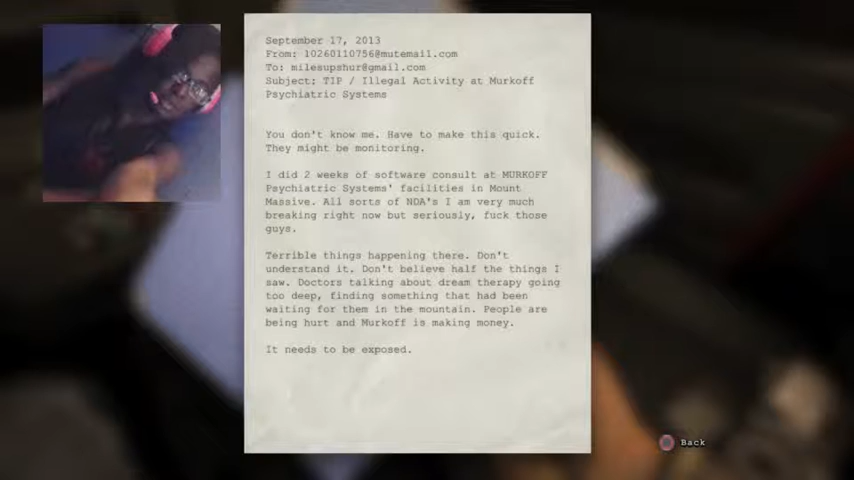 September 17, 2013
From: 10260110756@mutemail.com
To: milesupshur@gmail.com
Subject: TIP / Illegal Activity at Murkoff
Psychiatric Systems
You don't know me. Have to make this quick.
They might be monitoring.
I did 2 weeks of software consult at MURKOFF
Psychiatric Systems' facilities in Mount
Massive. All sorts of NDA's I am very much
breaking right now but seriously, fuck those
guys.
Terrible things happening there. Don't
understand it. Don't believe half the things I
saw. Doctors talking about dream therapy going
too deep, finding something that had been
waiting for them in the mountain. People are
being hurt and Murkoff is making money.
It needs to be exposed.
Back